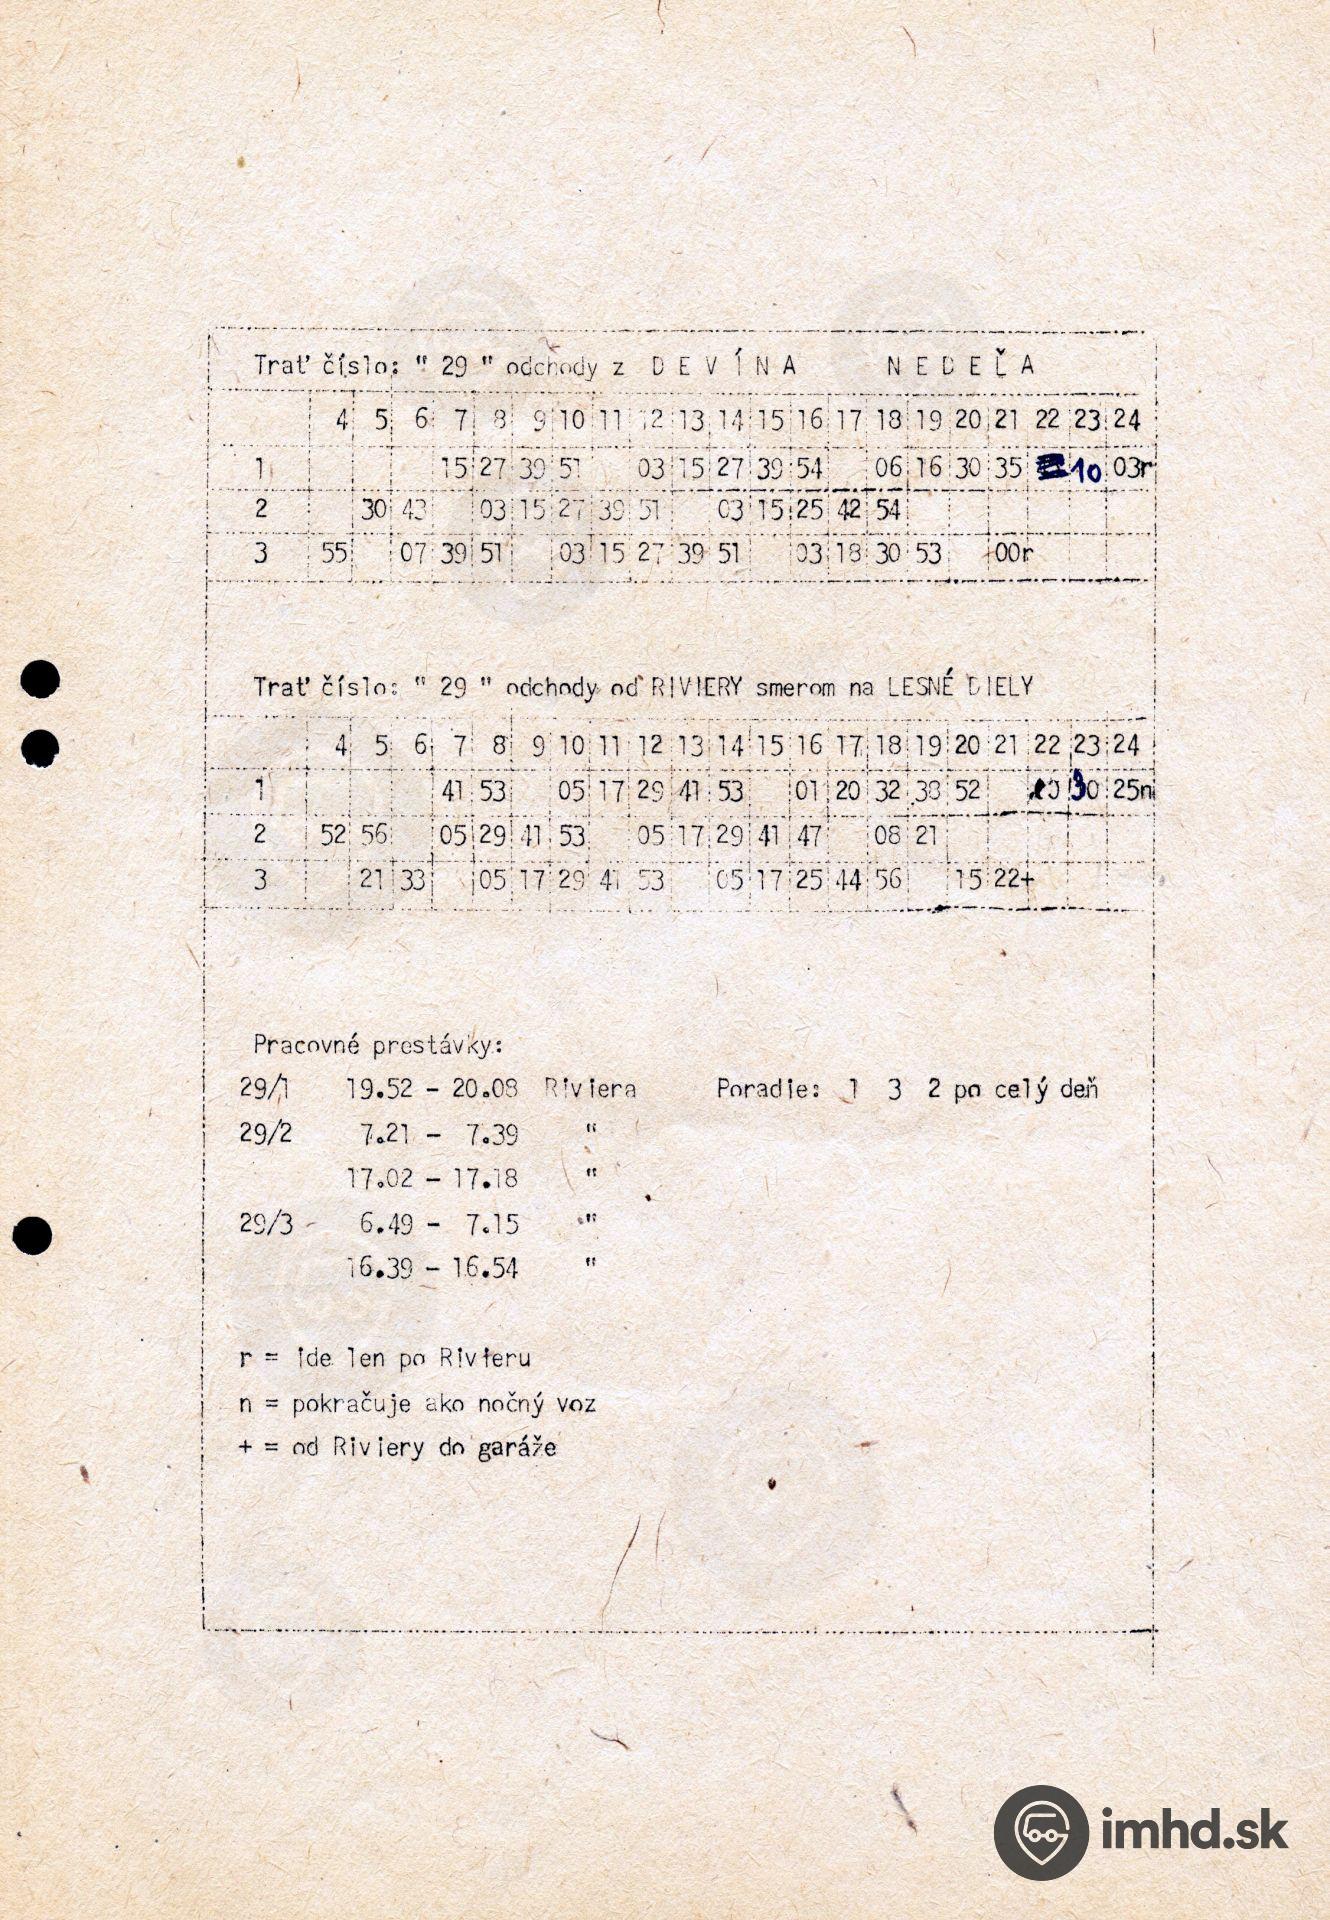 Trať číslo: " 29 " odchody z D E V Í N A N E D E Ľ A
4 5 6 7 8 9 10 11 12 13 14 15 16 17 18 19 20 21 22 23 24
1 15 27 39 51 03 15 27 39 54 06 16 30 35 10 03r
2 30 43 03 15 27 39 51 03 15 25 42 54
3 55 07 39 51 03 15 27 39 51 03 18 30 53 00r
Trať číslo: " 29 " odchody od RIVIERY smerom na LESNÉ DIELY
4 5 6 7 8 9 10 11 12 13 14 15 16 17 18 19 20 21 22 23 24
1 41 53 05 17 29 41 53 01 20 32 38 52 30 25n
2 52 56 05 29 41 53 05 17 29 41 47 08 21
3 21 33 05 17 29 41 53 05 17 25 44 56 15 22+
Pracovné prestávky:
29/1 19.52 - 20.08 Riviera Poradie: 1 3 2 po celý deň
29/2 7.21 - 7.39 "
17.02 - 17.18 "
29/3 6.49 - 7.15 "
16.39 - 16.54 "
r = ide len po Rivieru
n = pokračuje ako nočný voz
+ = od Riviery do garáže
imhd.sk